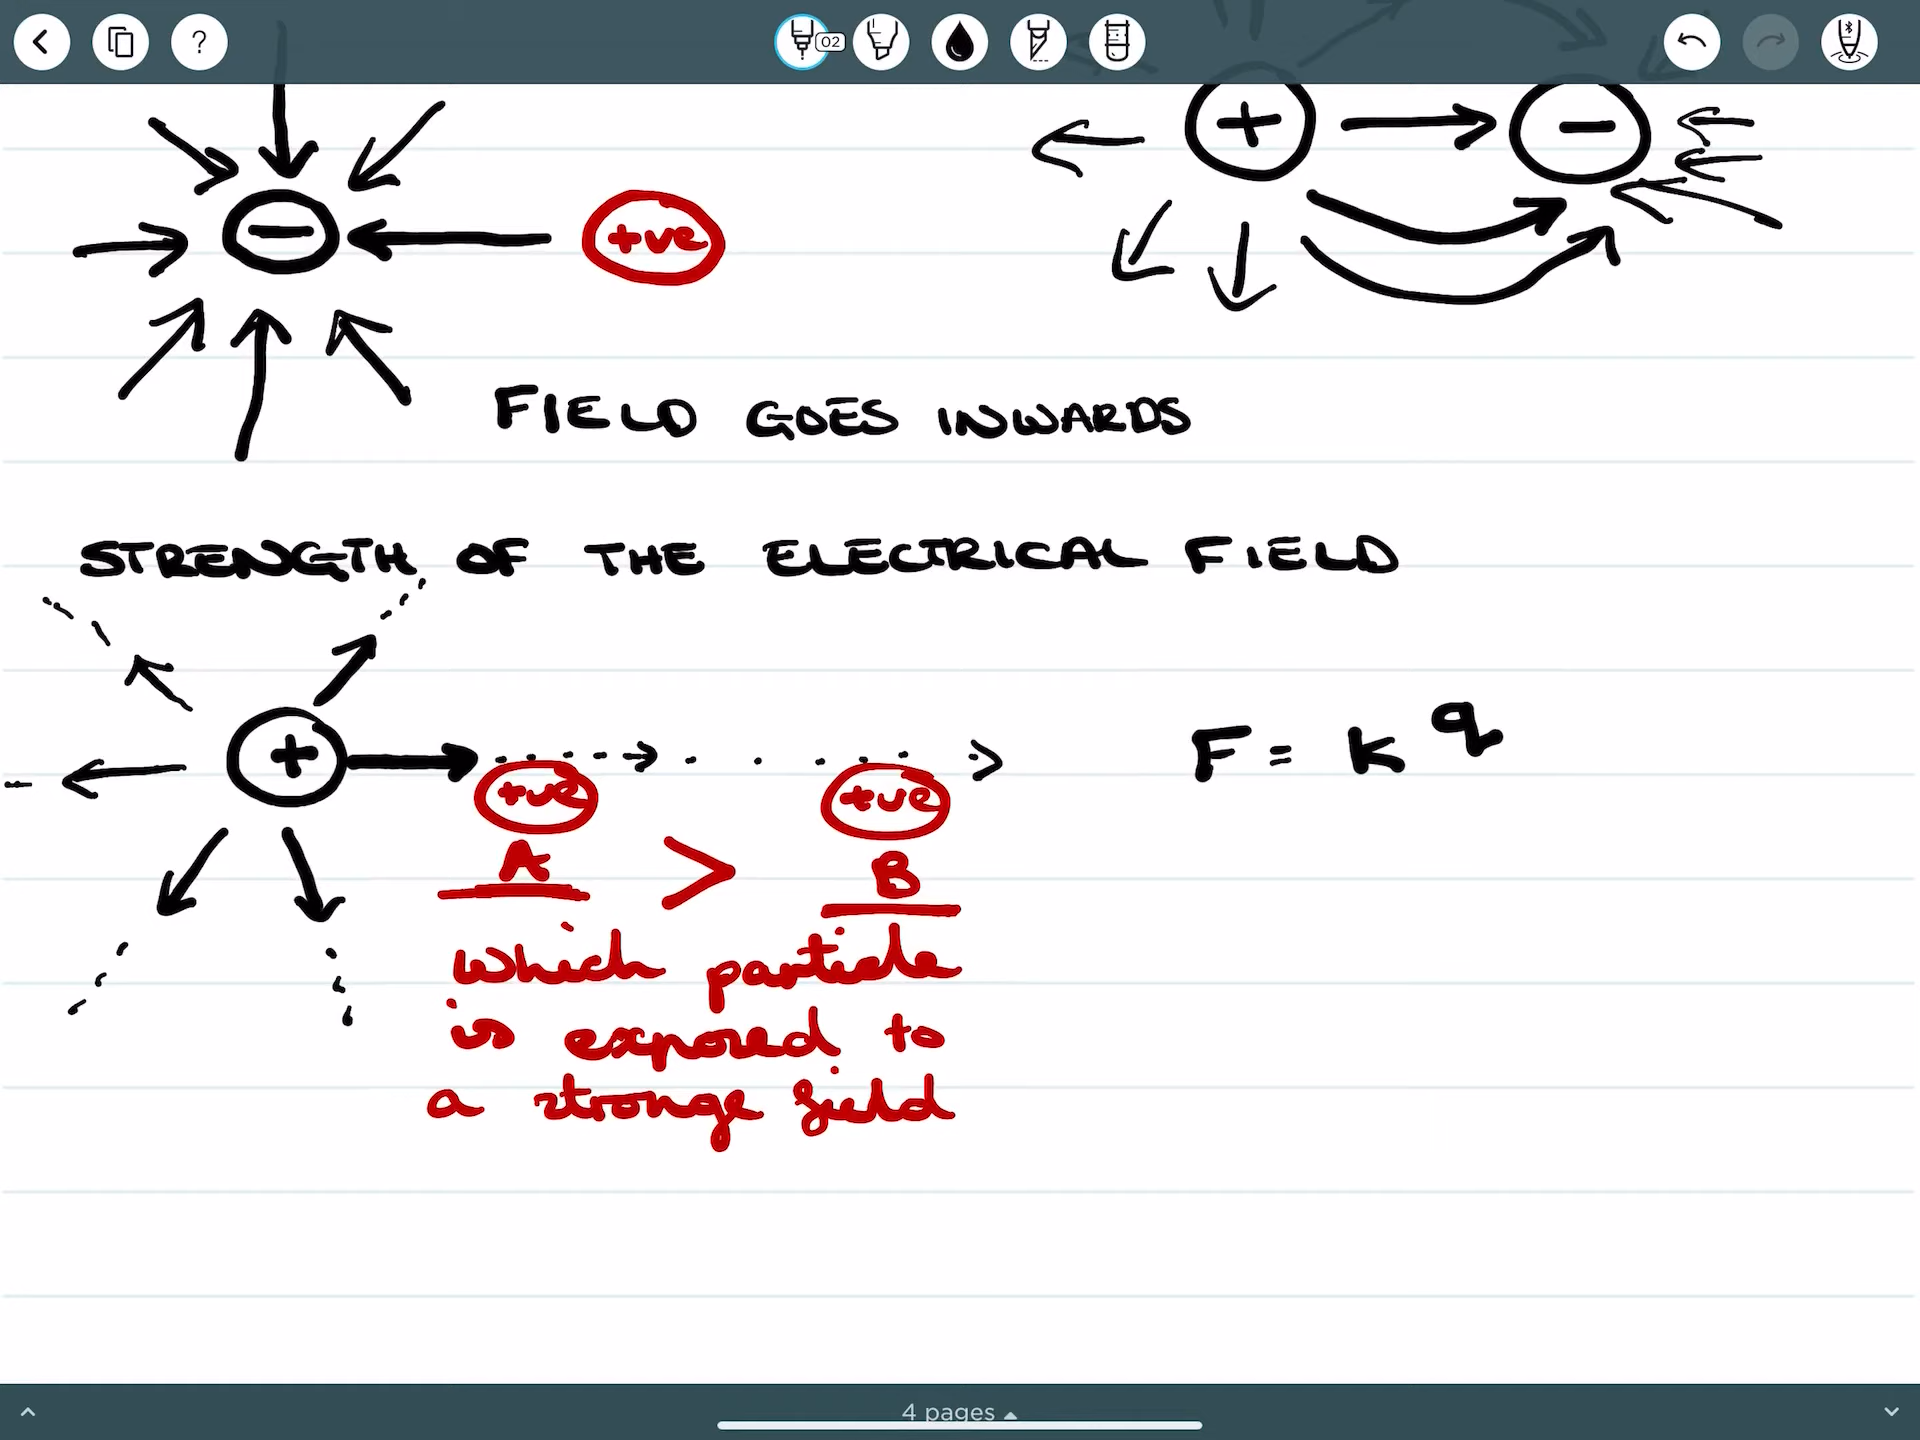 ?
02
+
−
−
+ve
FIELD GOES INWARDS
STRENGTH OF THE ELECTRICAL FIELD
+
+ve
+ve
F = K q
A > B
which particle
is exposed to
a stronge field
4 pages